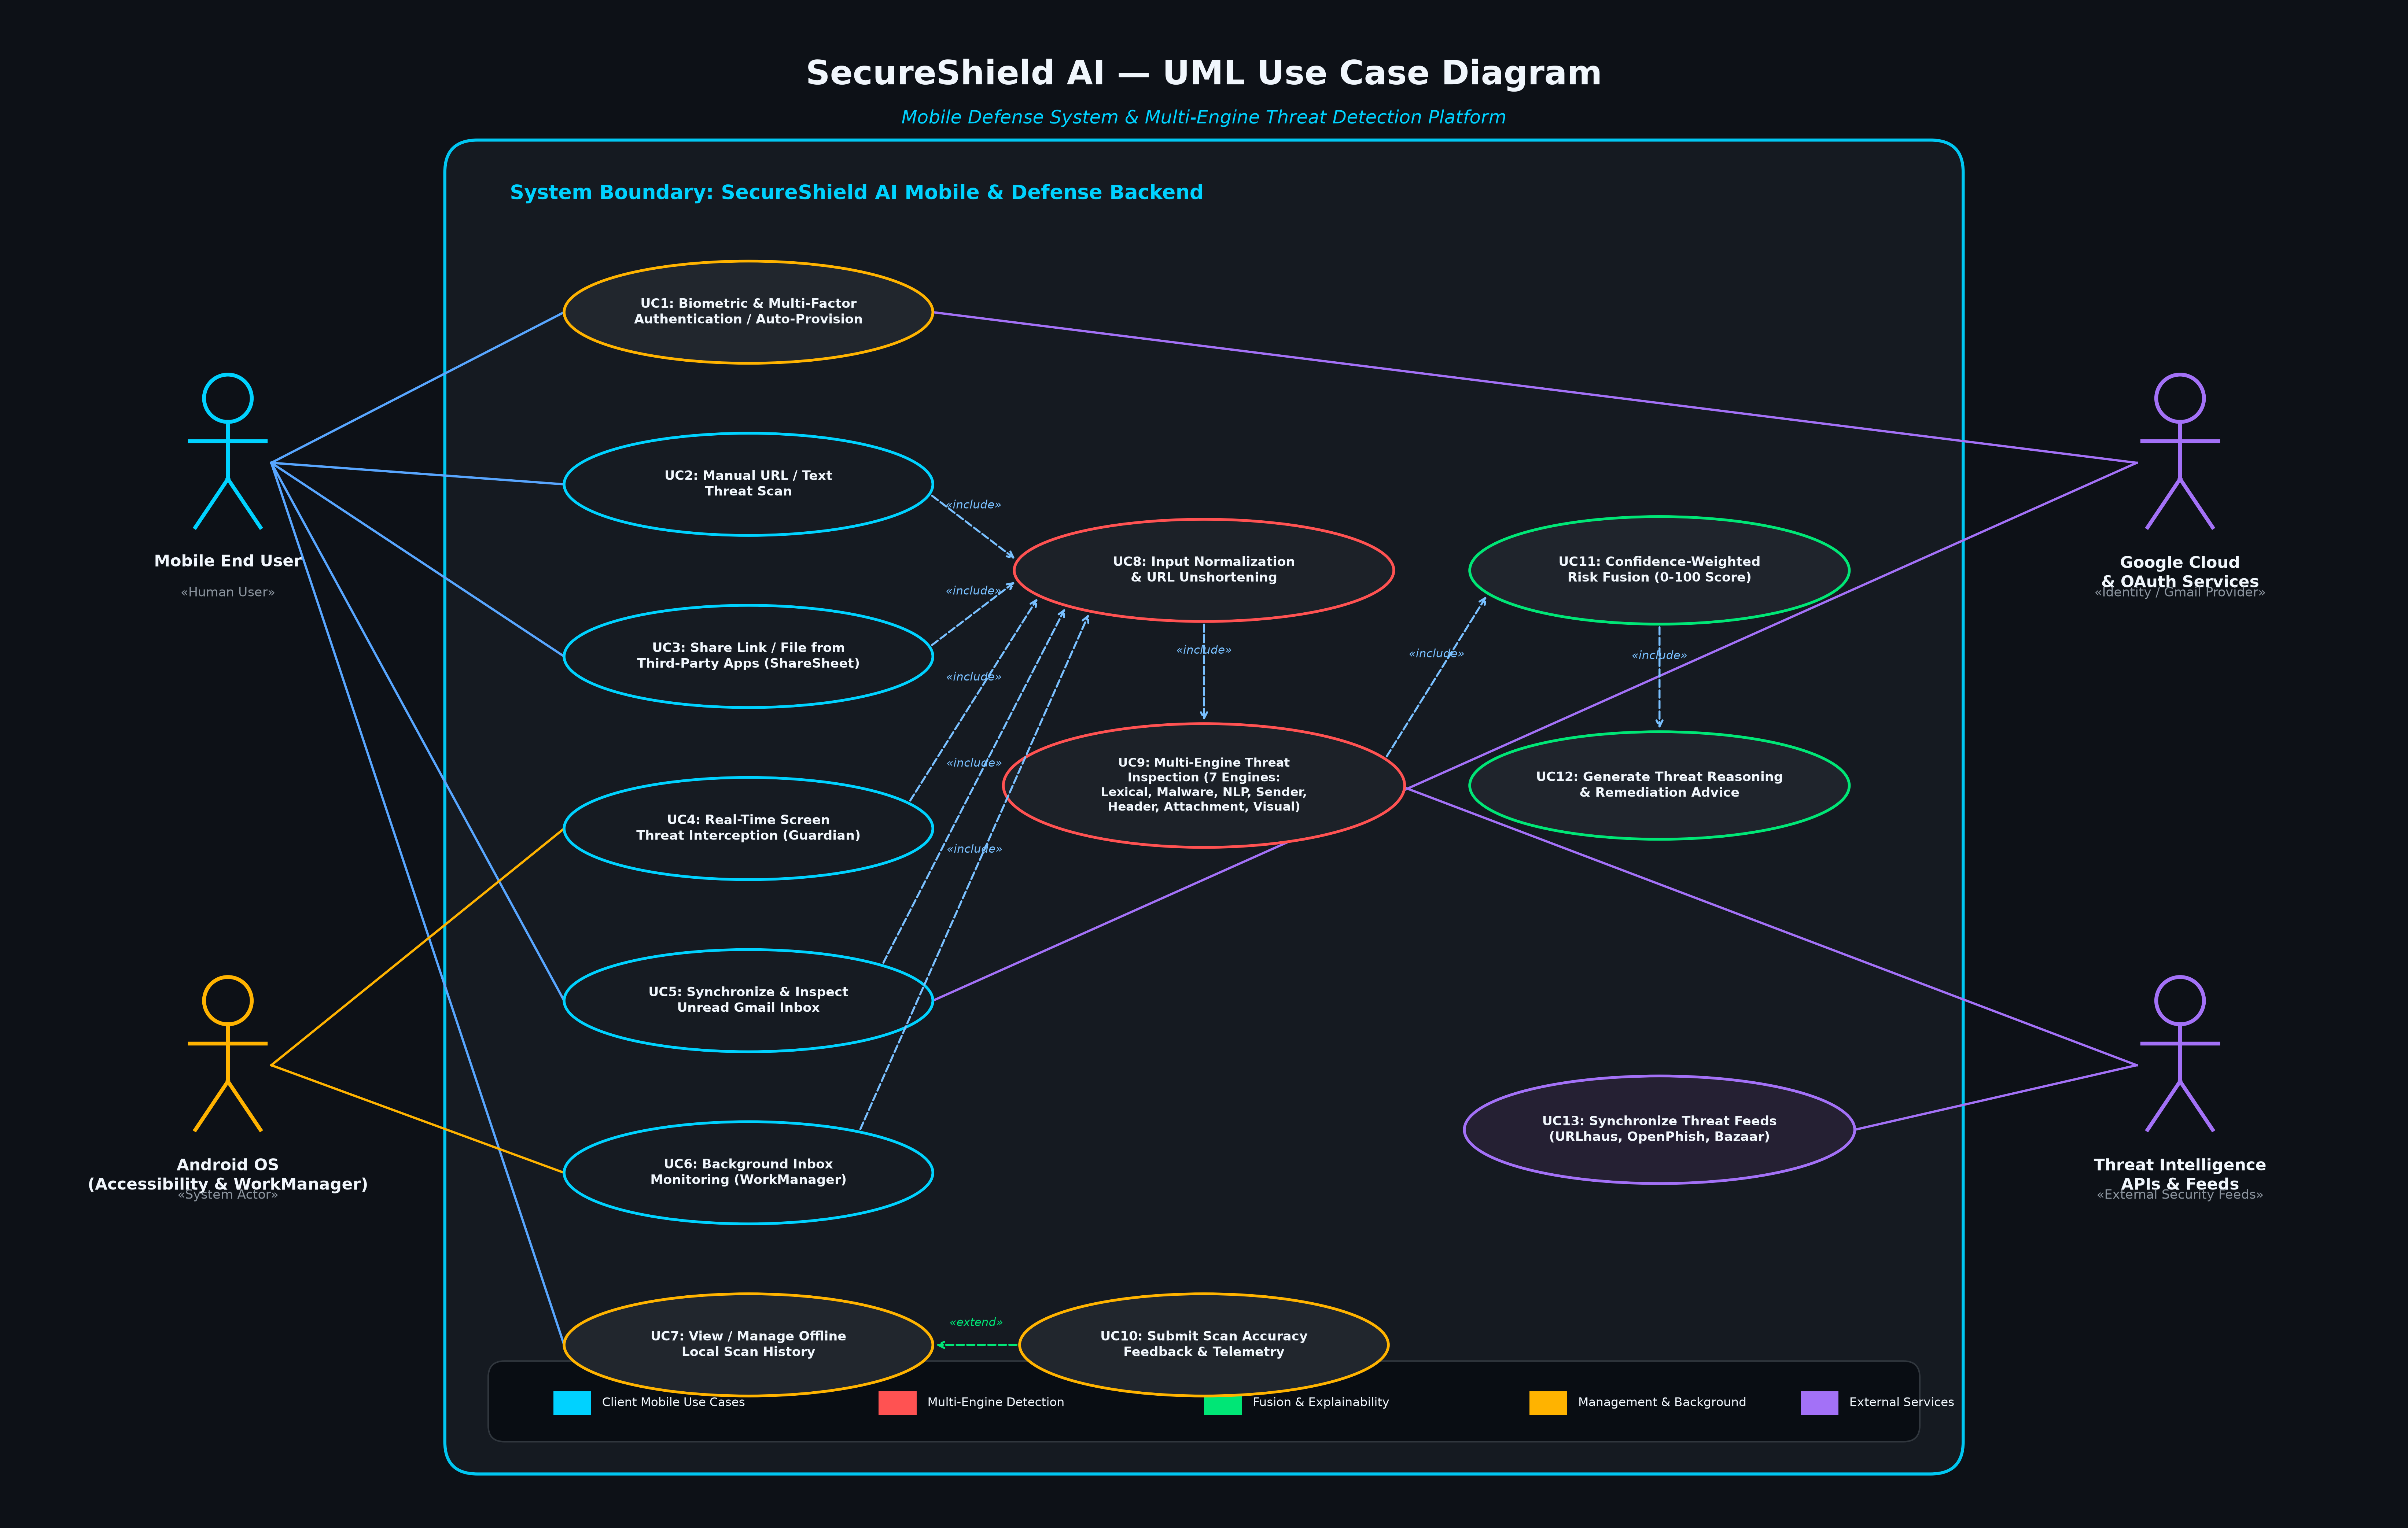 SecureShield AI — UML Use Case Diagram
Mobile Defense System & Multi-Engine Threat Detection Platform
System Boundary: SecureShield AI Mobile & Defense Backend
UC1: Biometric & Multi-Factor
Authentication / Auto-Provision
UC2: Manual URL / Text
Threat Scan
«include»
Mobile End User
«Human User»
UC8: Input Normalization
& URL Unshortening
UC11: Confidence-Weighted
Risk Fusion (0-100 Score)
Google Cloud
& OAuth Services
«Identity / Gmail Provider»
«include»
UC3: Share Link / File from
Third-Party Apps (ShareSheet)
«include»
«include»
«include»
«include»
UC4: Real-Time Screen
Threat Interception (Guardian)
«include»
UC9: Multi-Engine Threat
Inspection (7 Engines:
Lexical, Malware, NLP, Sender,
Header, Attachment, Visual)
UC12: Generate Threat Reasoning
& Remediation Advice
«include»
UC5: Synchronize & Inspect
Unread Gmail Inbox
Android OS
(Accessibility & WorkManager)
«System Actor»
UC6: Background Inbox
Monitoring (WorkManager)
UC13: Synchronize Threat Feeds
(URLhaus, OpenPhish, Bazaar)
Threat Intelligence
APIs & Feeds
«External Security Feeds»
UC7: View / Manage Offline
Local Scan History
«extend»
UC10: Submit Scan Accuracy
Feedback & Telemetry
Client Mobile Use Cases
Multi-Engine Detection
Fusion & Explainability
Management & Background
External Services